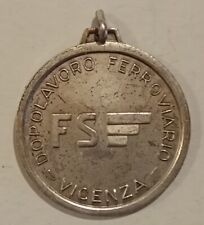 DOPOLAVORO FERROVIARIO
FS
- VICENZA -